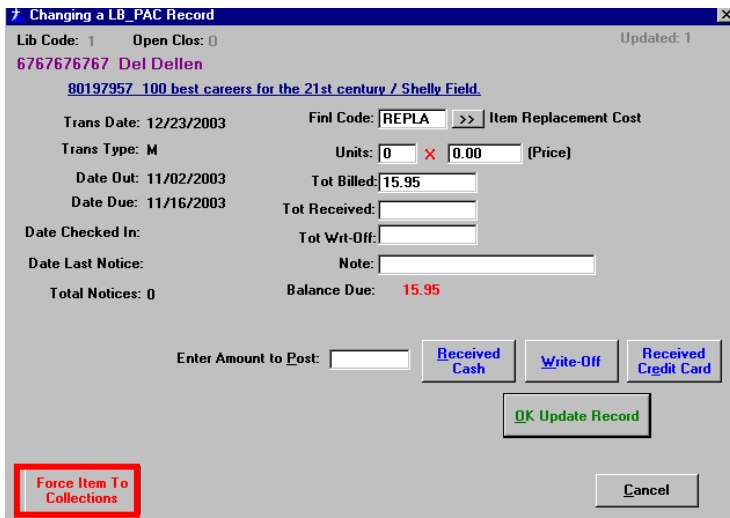 Changing a LB_PAC Record
Lib Code: 1 Open Clos: 0 Updated: 1
6767676767 Del Dellen
80197957 100 best careers for the 21st century / Shelly Field.
Trans Date: 12/23/2003 Finl Code: REPLA >> Item Replacement Cost
Trans Type: M Units: 0 X 0.00 (Price)
Date Out: 11/02/2003 Tot Billed: 15.95
Date Due: 11/16/2003 Tot Received:
Date Checked In: Tot Wrt-Off:
Date Last Notice: Note:
Total Notices: 0 Balance Due: 15.95
Enter Amount to Post: Received Cash Write-Off Received Credit Card
OK Update Record
Force Item To Collections Cancel